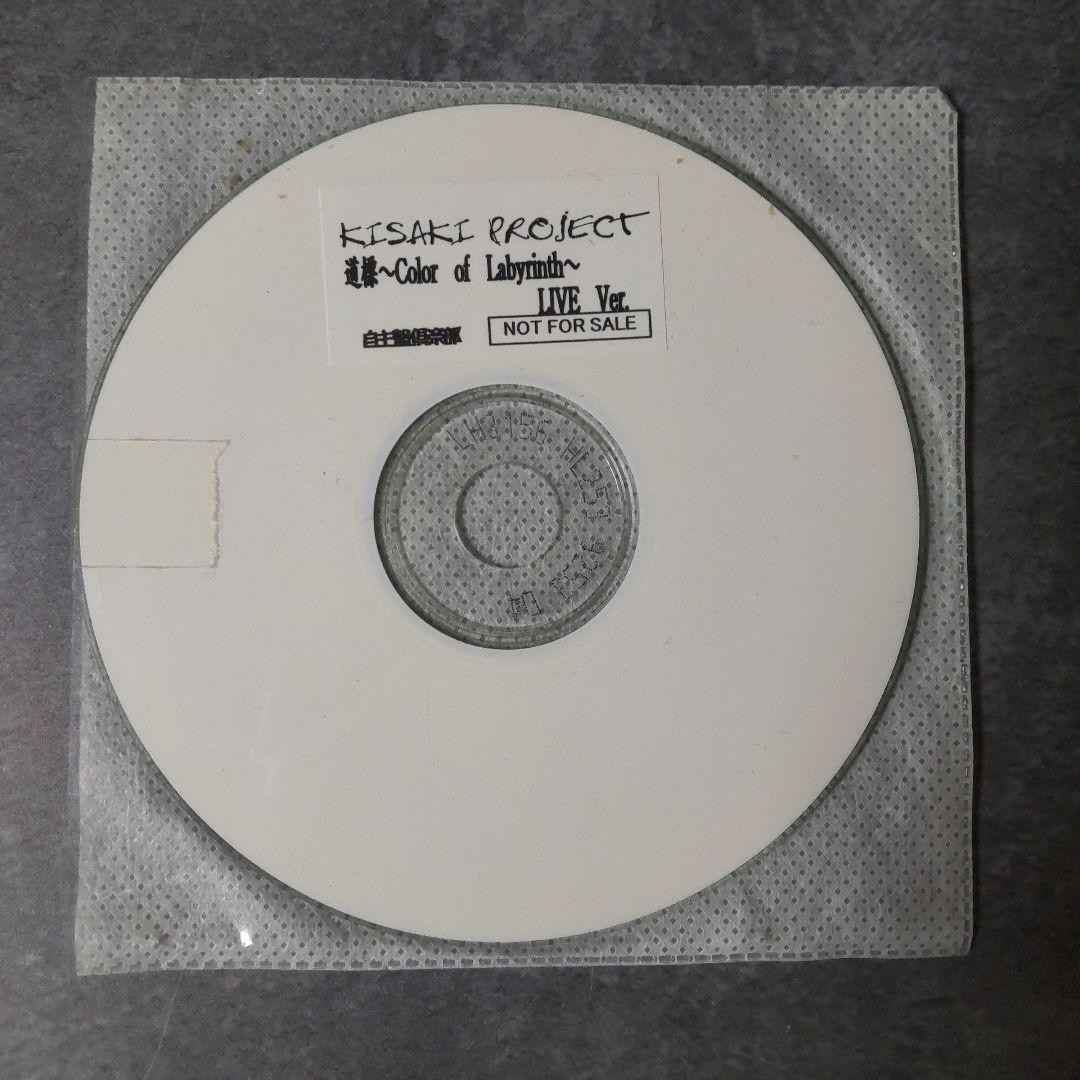 KISAKI PROJECT
道標~Color of Labyrinth~
LIVE Ver.
自主盤倶楽部
NOT FOR SALE